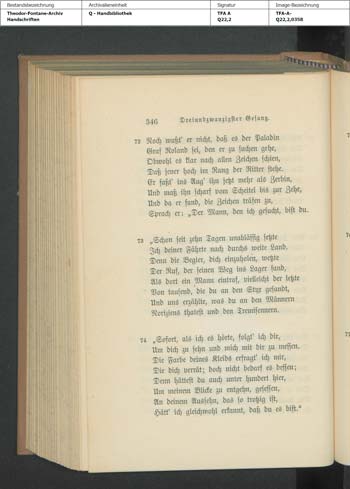 Bestandsbezeichnung
Archivalieneinheit
Signatur
Image-Bezeichnung
Theodor-Fontane-Archiv
Handschriften
Q - Handbibliothek
TFA A
Q22,2
TFA-A-
Q22,2,0358
346 Dreiundzwanzigster Gesang.
72 Noch wußt' er nicht, daß es der Paladin
Graf Roland sei, den er zu suchen gehe,
Obwohl es klar nach allen Zeichen schien,
Daß jener hoch im Rang der Ritter stehe.
Er faßt' ins Aug' ihn jetzt mehr als Zerbin,
Und maß ihn scharf vom Scheitel bis zur Zehe,
Und da er fand, die Zeichen träfen zu,
Sprach er: „Der Mann, den ich gesucht, bist du.
73 „Schon seit zehn Tagen unablässig setzte
Ich deiner Fährte nach durchs weite Land.
Denn die Begier, dich einzuholen, wetzte
Der Ruf, der seinen Weg ins Lager fand,
Als dort ein Mann eintraf, vielleicht der letzte
Von tausend, die du an den Styx gesandt,
Und uns erzählte, was du an den Männern
Noriziens thatest und den Tremisennern.
74 „Sofort, als ich es hörte, folgt' ich dir,
Um dich zu sehn und mich mit dir zu messen.
Die Farbe deines Kleids erfragt' ich mir,
Die dich verrät; doch nicht bedarf es dessen;
Denn hättest du auch unter hundert hier,
Um meinem Blicke zu entgehn, gesessen,
An deinem Aussehn, das so trotzig ist,
Hätt' ich gleichwohl erkannt, daß du es bist."